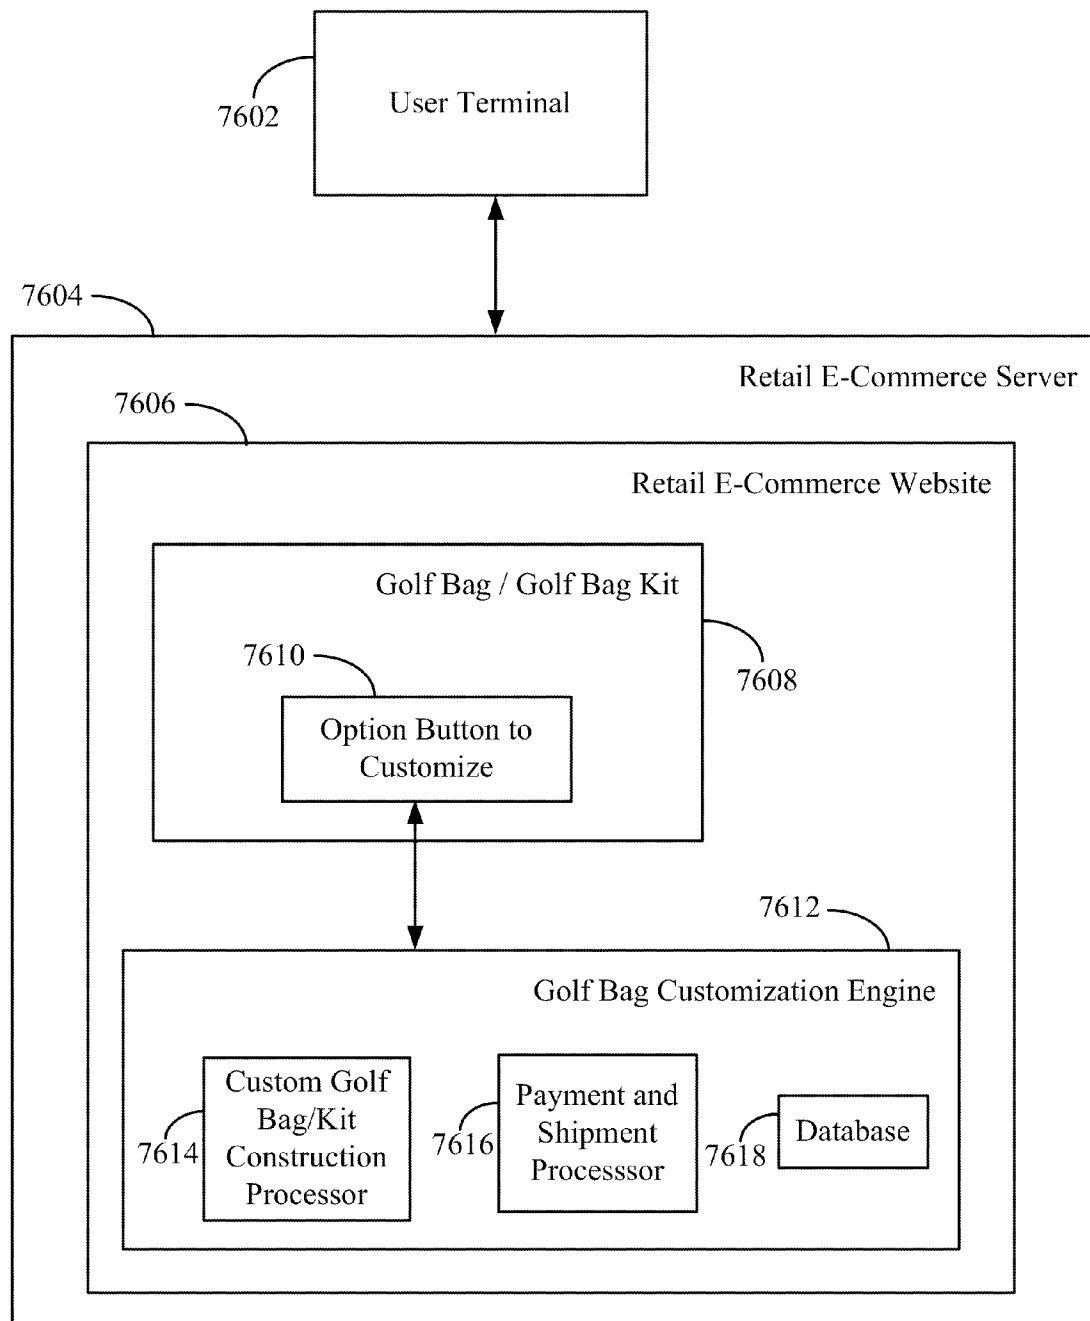 User Terminal
7602
7604
Retail E-Commerce Server
7606
Retail E-Commerce Website
Golf Bag / Golf Bag Kit
7608
7610
Option Button to
Customize
7612
Golf Bag Customization Engine
Custom Golf
Bag/Kit
Construction
Processor
7614
Payment and
Shipment
Processsor
7616
Database
7618